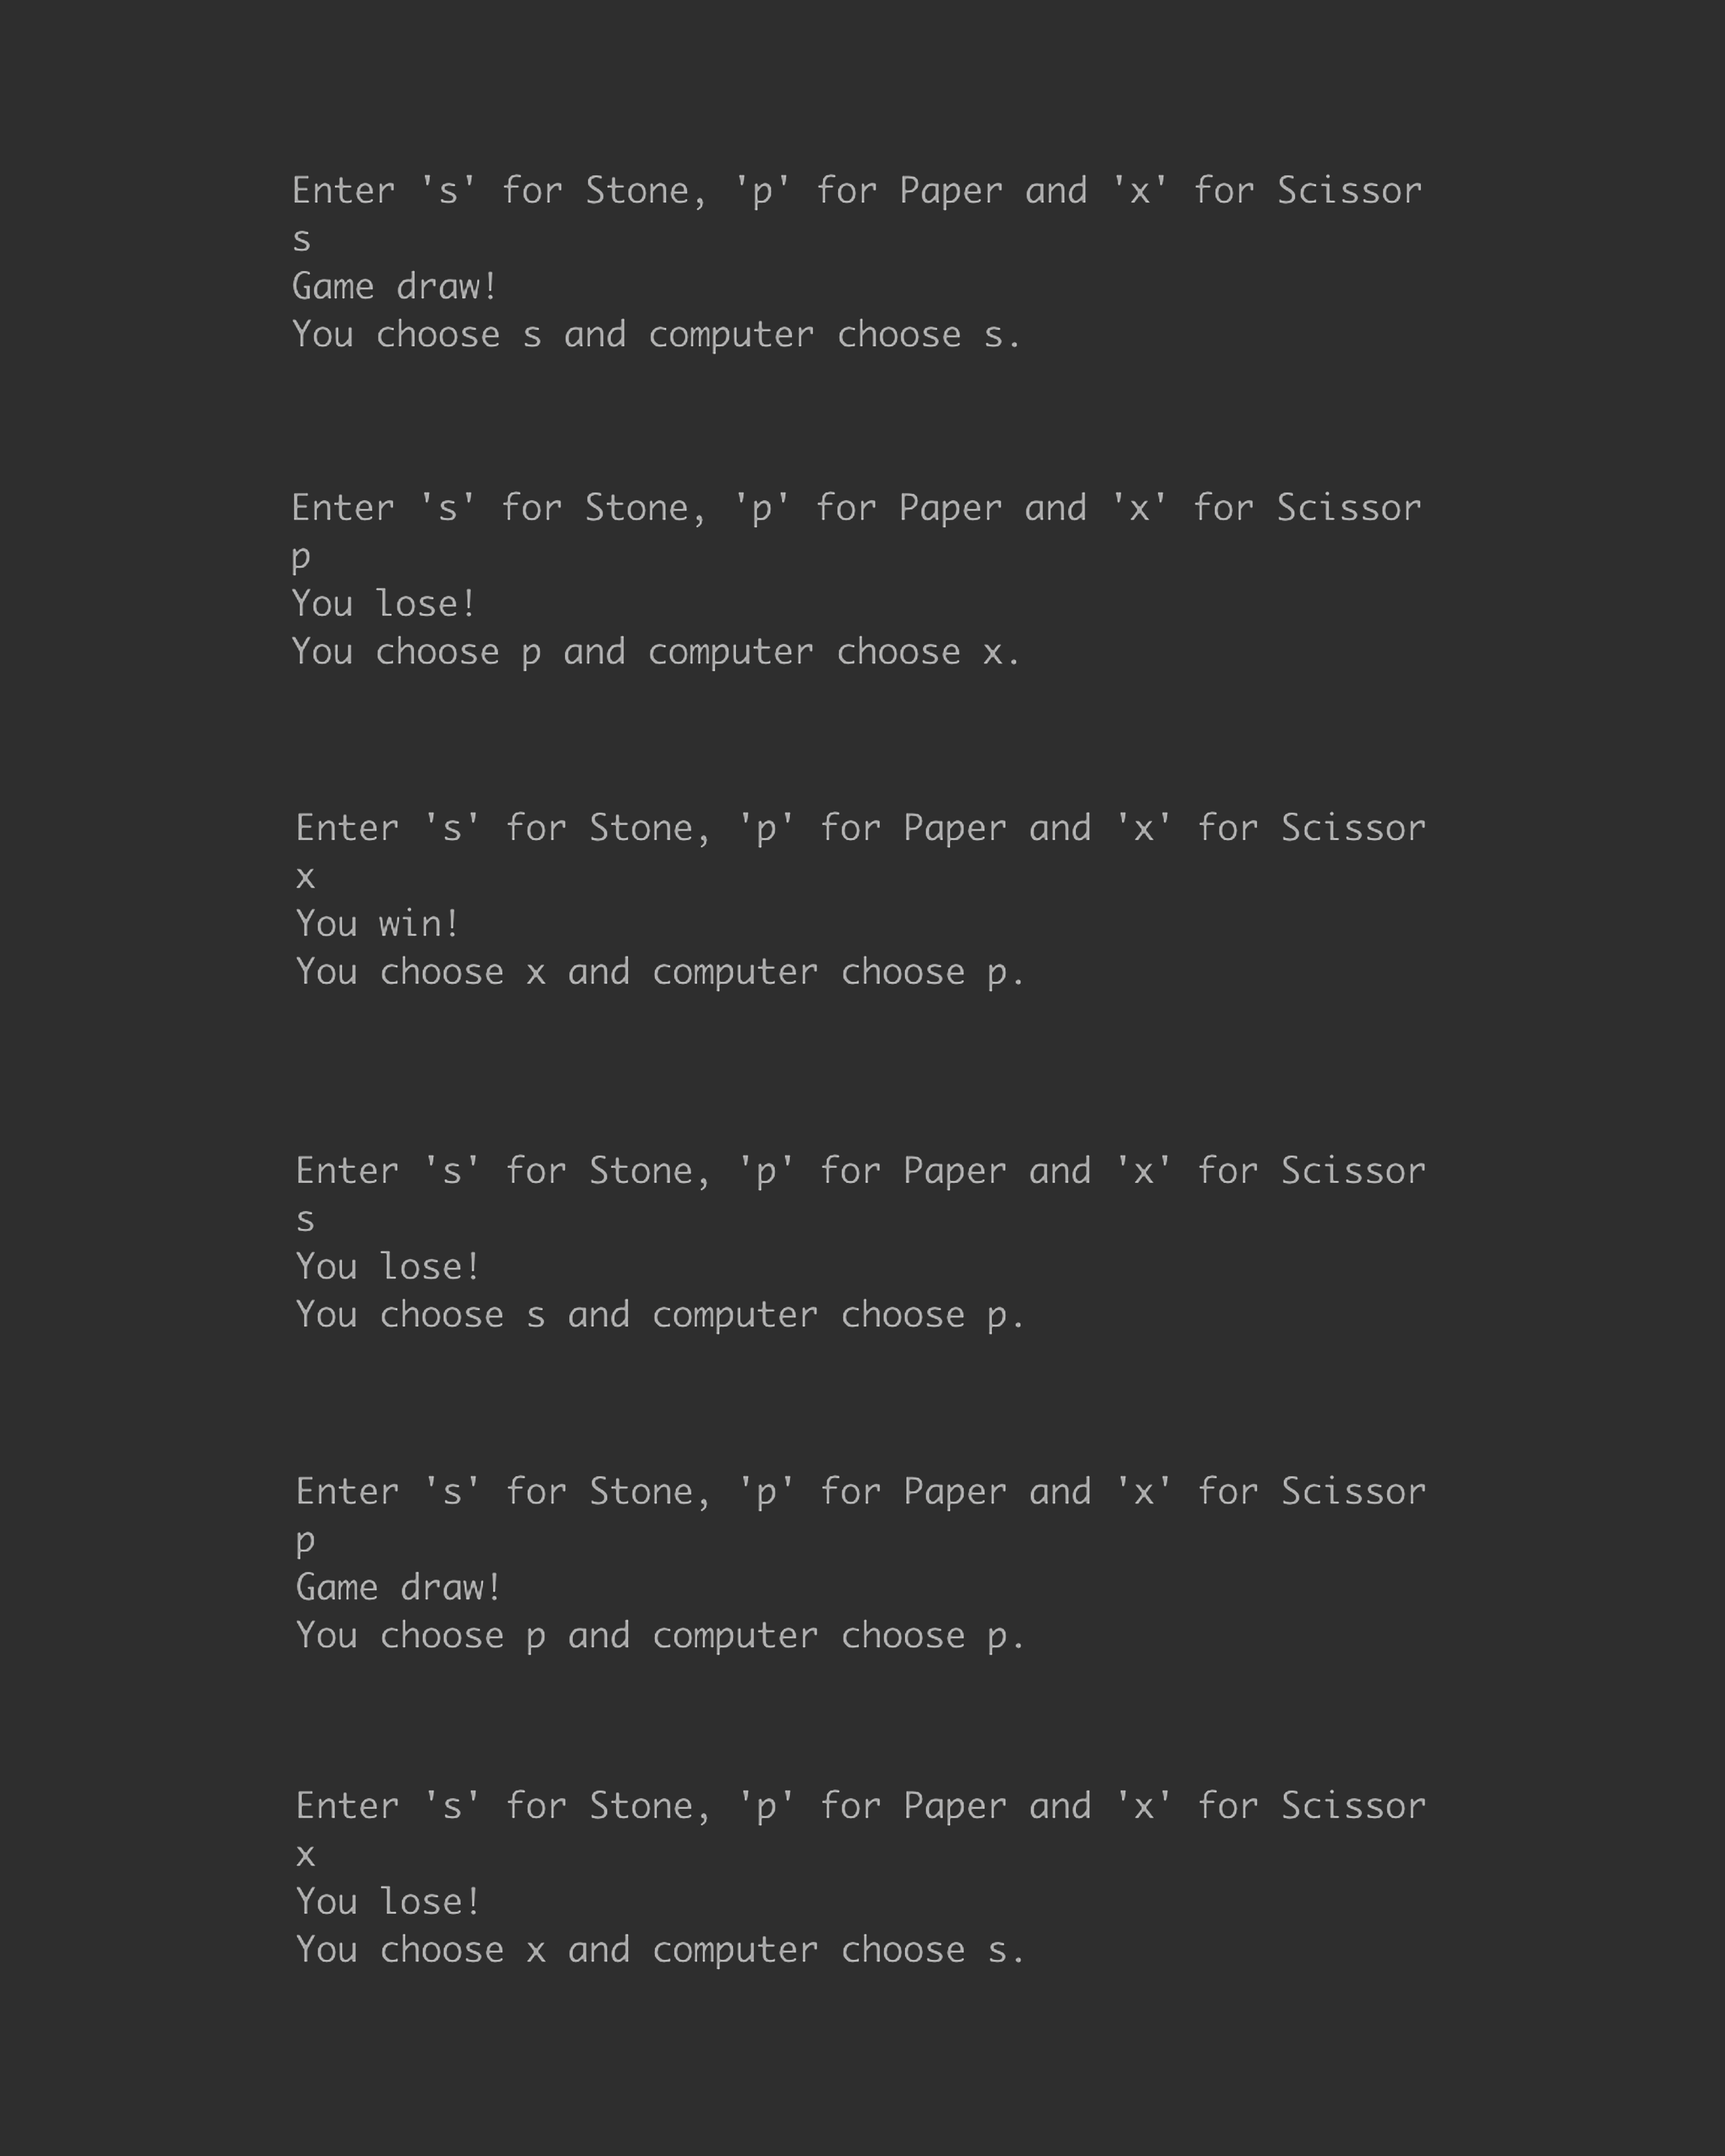 Enter 's' for Stone, 'p' for Paper and 'x' for Scissor
s
Game draw!
You choose s and computer choose s.
Enter 's' for Stone, 'p' for Paper and 'x' for Scissor
p
You lose!
You choose p and computer choose x.
Enter 's' for Stone, 'p' for Paper and 'x' for Scissor
x
You win!
You choose x and computer choose p.
Enter 's' for Stone, 'p' for Paper and 'x' for Scissor
s
You lose!
You choose s and computer choose p.
Enter 's' for Stone, 'p' for Paper and 'x' for Scissor
p
Game draw!
You choose p and computer choose p.
Enter 's' for Stone, 'p' for Paper and 'x' for Scissor
x
You lose!
You choose x and computer choose s.